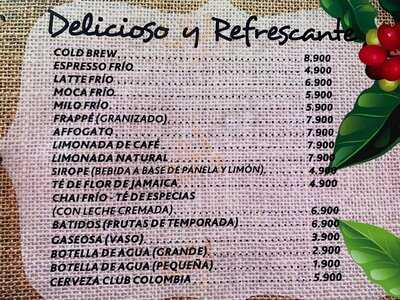 Delicioso y Refrescante
COLD BREW 8.900
ESPRESSO FRÍO 4.900
LATTE FRÍO 6.900
MOCA FRÍO 5.900
MILO FRÍO 5.900
FRAPPÉ (GRANIZADO) 7.900
AFFOGATO 7.900
LIMONADA DE CAFÉ 7.900
LIMONADA NATURAL 7.900
SIROPE (BEBIDA A BASE DE PANELA Y LIMÓN) 4.900
TÉ DE FLOR DE JAMAICA 4.900
CHAI FRÍO - TÉ DE ESPECIAS
(CON LECHE CREMADA) 6.900
BATIDOS (FRUTAS DE TEMPORADA) 6.900
GASEOSA (VASO) 3.900
BOTELLA DE AGUA (GRANDE) 2.900
BOTELLA DE AGUA (PEQUEÑA) 1.900
CERVEZA CLUB COLOMBIA 5.900